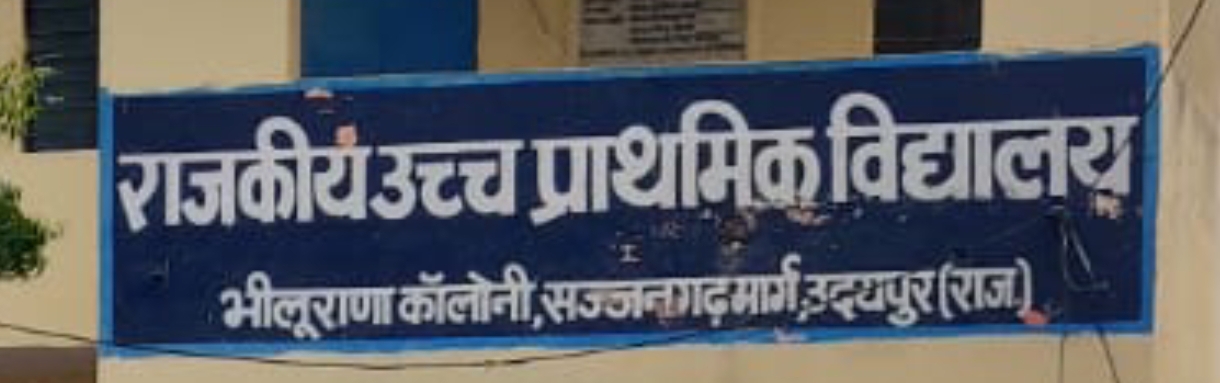 राजकीय उच्च प्राथमिक विद्यालय
भीलूराणा कॉलोनी, सज्जनगढ़ मार्ग, उदयपुर (राज.)